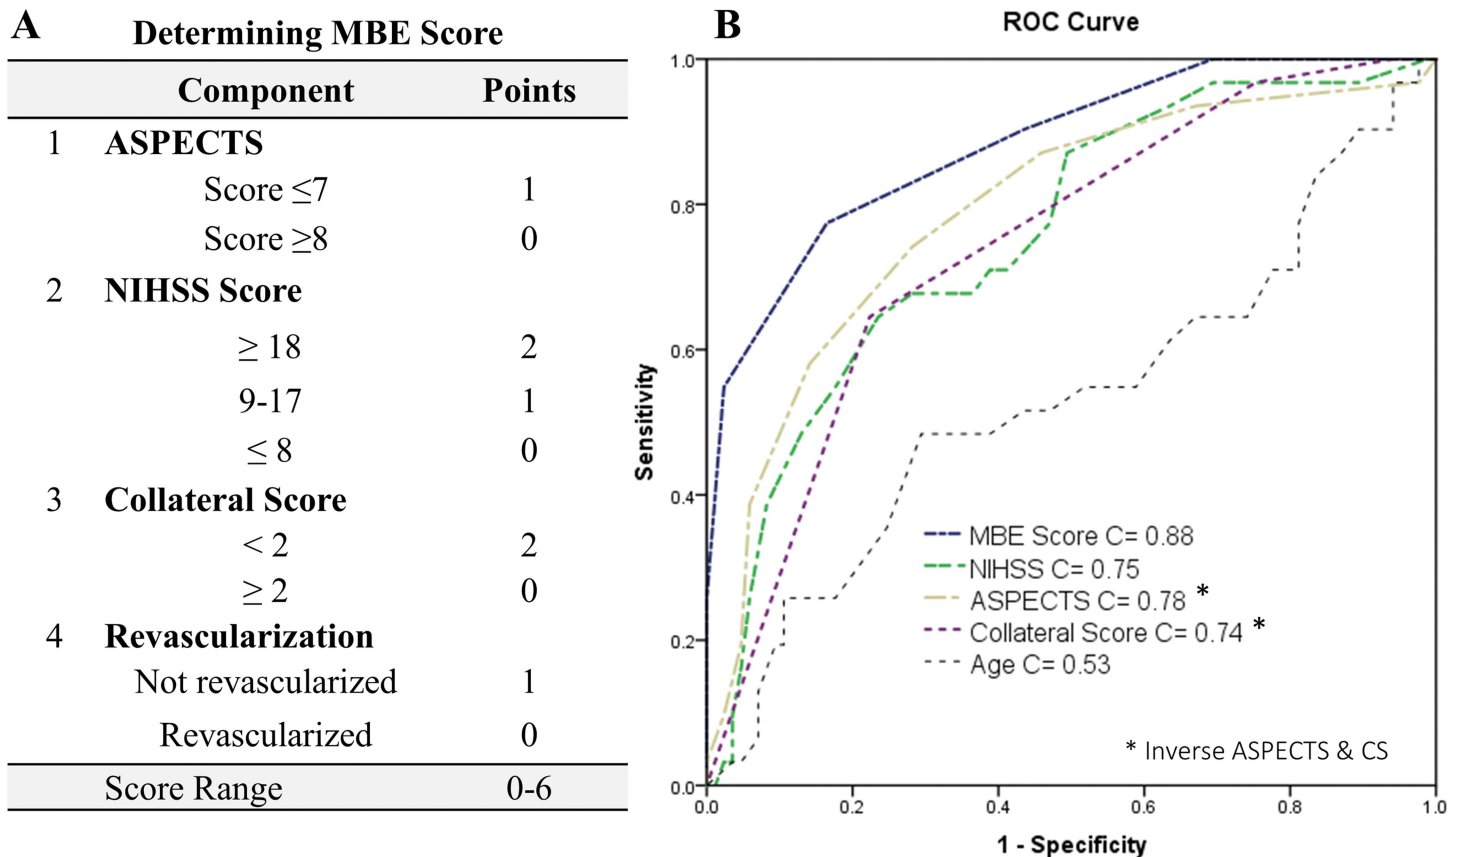 A
Determining MBE Score
Component Points
1 ASPECTS
Score ≤7 1
Score ≥8 0
2 NIHSS Score
≥ 18 2
9-17 1
≤ 8 0
3 Collateral Score
< 2 2
≥ 2 0
4 Revascularization
Not revascularized 1
Revascularized 0
Score Range 0-6
B
ROC Curve
Sensitivity
1.0
0.8
0.6
0.4
0.2
0.0
MBE Score C= 0.88
NIHSS C= 0.75
ASPECTS C= 0.78 *
Collateral Score C= 0.74 *
Age C= 0.53
* Inverse ASPECTS & CS
0.0 0.2 0.4 0.6 0.8 1.0
1 - Specificity